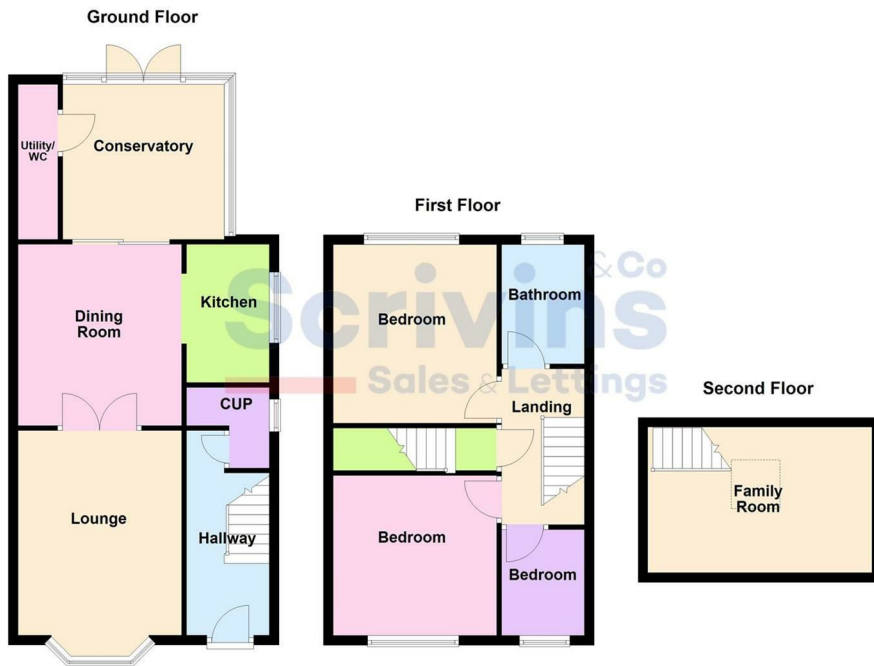 Ground Floor
Utility/
WC
Conservatory
Dining
Room
Kitchen
CUP
Lounge
Hallway
First Floor
Bedroom
Bathroom
Landing
Bedroom
Bedroom
Second Floor
Family
Room
Scrivins & Co
Sales & Lettings